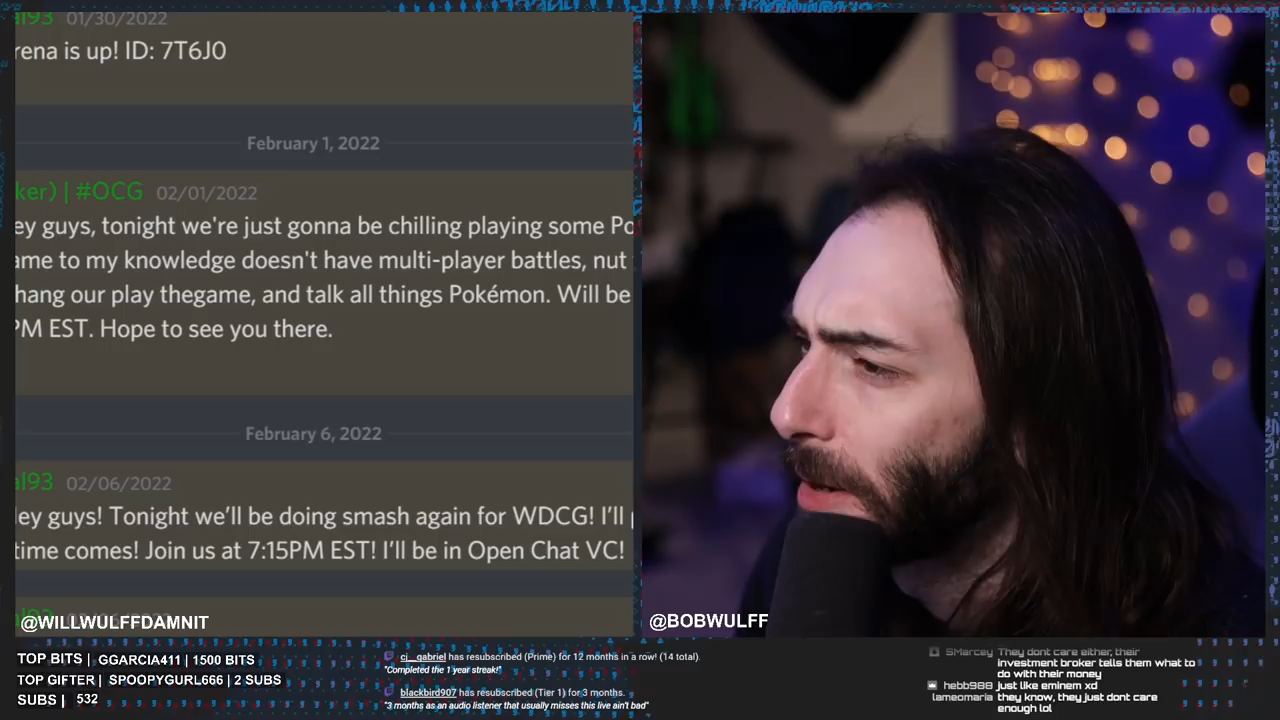 al93 01/30/2022
rena is up! ID: 7T6J0
February 1, 2022
ker) | #OCG 02/01/2022
ey guys, tonight we're just gonna be chilling playing some Po
ame to my knowledge doesn't have multi-player battles, nut
hang our play thegame, and talk all things Pokémon. Will be
PM EST. Hope to see you there.
February 6, 2022
al93 02/06/2022
ey guys! Tonight we'll be doing smash again for WDCG! I'll
time comes! Join us at 7:15PM EST! I'll be in Open Chat VC!
@WILLWULFFDAMNIT
@BOBWULFF
TOP BITS | GGARCIA411 | 1500 BITS
TOP GIFTER | SPOOPYGURL666 | 2 SUBS
SUBS | 532
cj_gabriel has resubscribed (Prime) for 12 months in a row! (14 total).
"Completed the 1 year streak!"
blackbird907 has resubscribed (Tier 1) for 3 months.
"3 months as an audio listener that usually misses this live ain't bad"
SMarcey They dont care either, their
investment broker tells them what to
do with their money
hebb988 just like eminem xd
lameomaria they know, they just dont care
enough lol